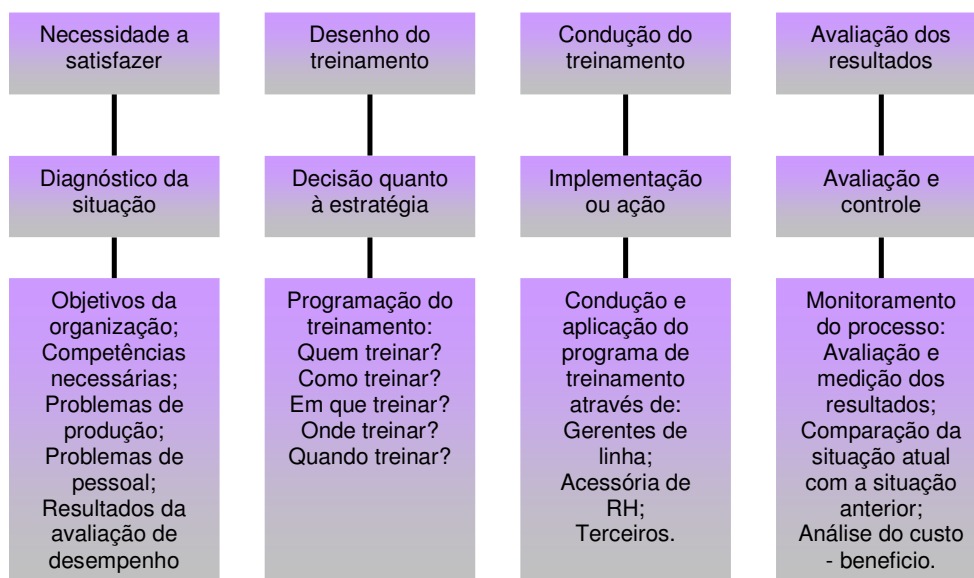 Necessidade a
satisfazer
Diagnóstico da
situação
Objetivos da
organização;
Competências
necessárias;
Problemas de
produção;
Problemas de
pessoal;
Resultados da
avaliação de
desempenho
Desenho do
treinamento
Decisão quanto
à estratégia
Programação do
treinamento:
Quem treinar?
Como treinar?
Em que treinar?
Onde treinar?
Quando treinar?
Condução do
treinamento
Implementação
ou ação
Condução e
aplicação do
programa de
treinamento
através de:
Gerentes de
linha;
Acessória de
RH;
Terceiros.
Avaliação dos
resultados
Avaliação e
controle
Monitoramento
do processo:
Avaliação e
medição dos
resultados;
Comparação da
situação atual
com a situação
anterior;
Análise do custo
- beneficio.